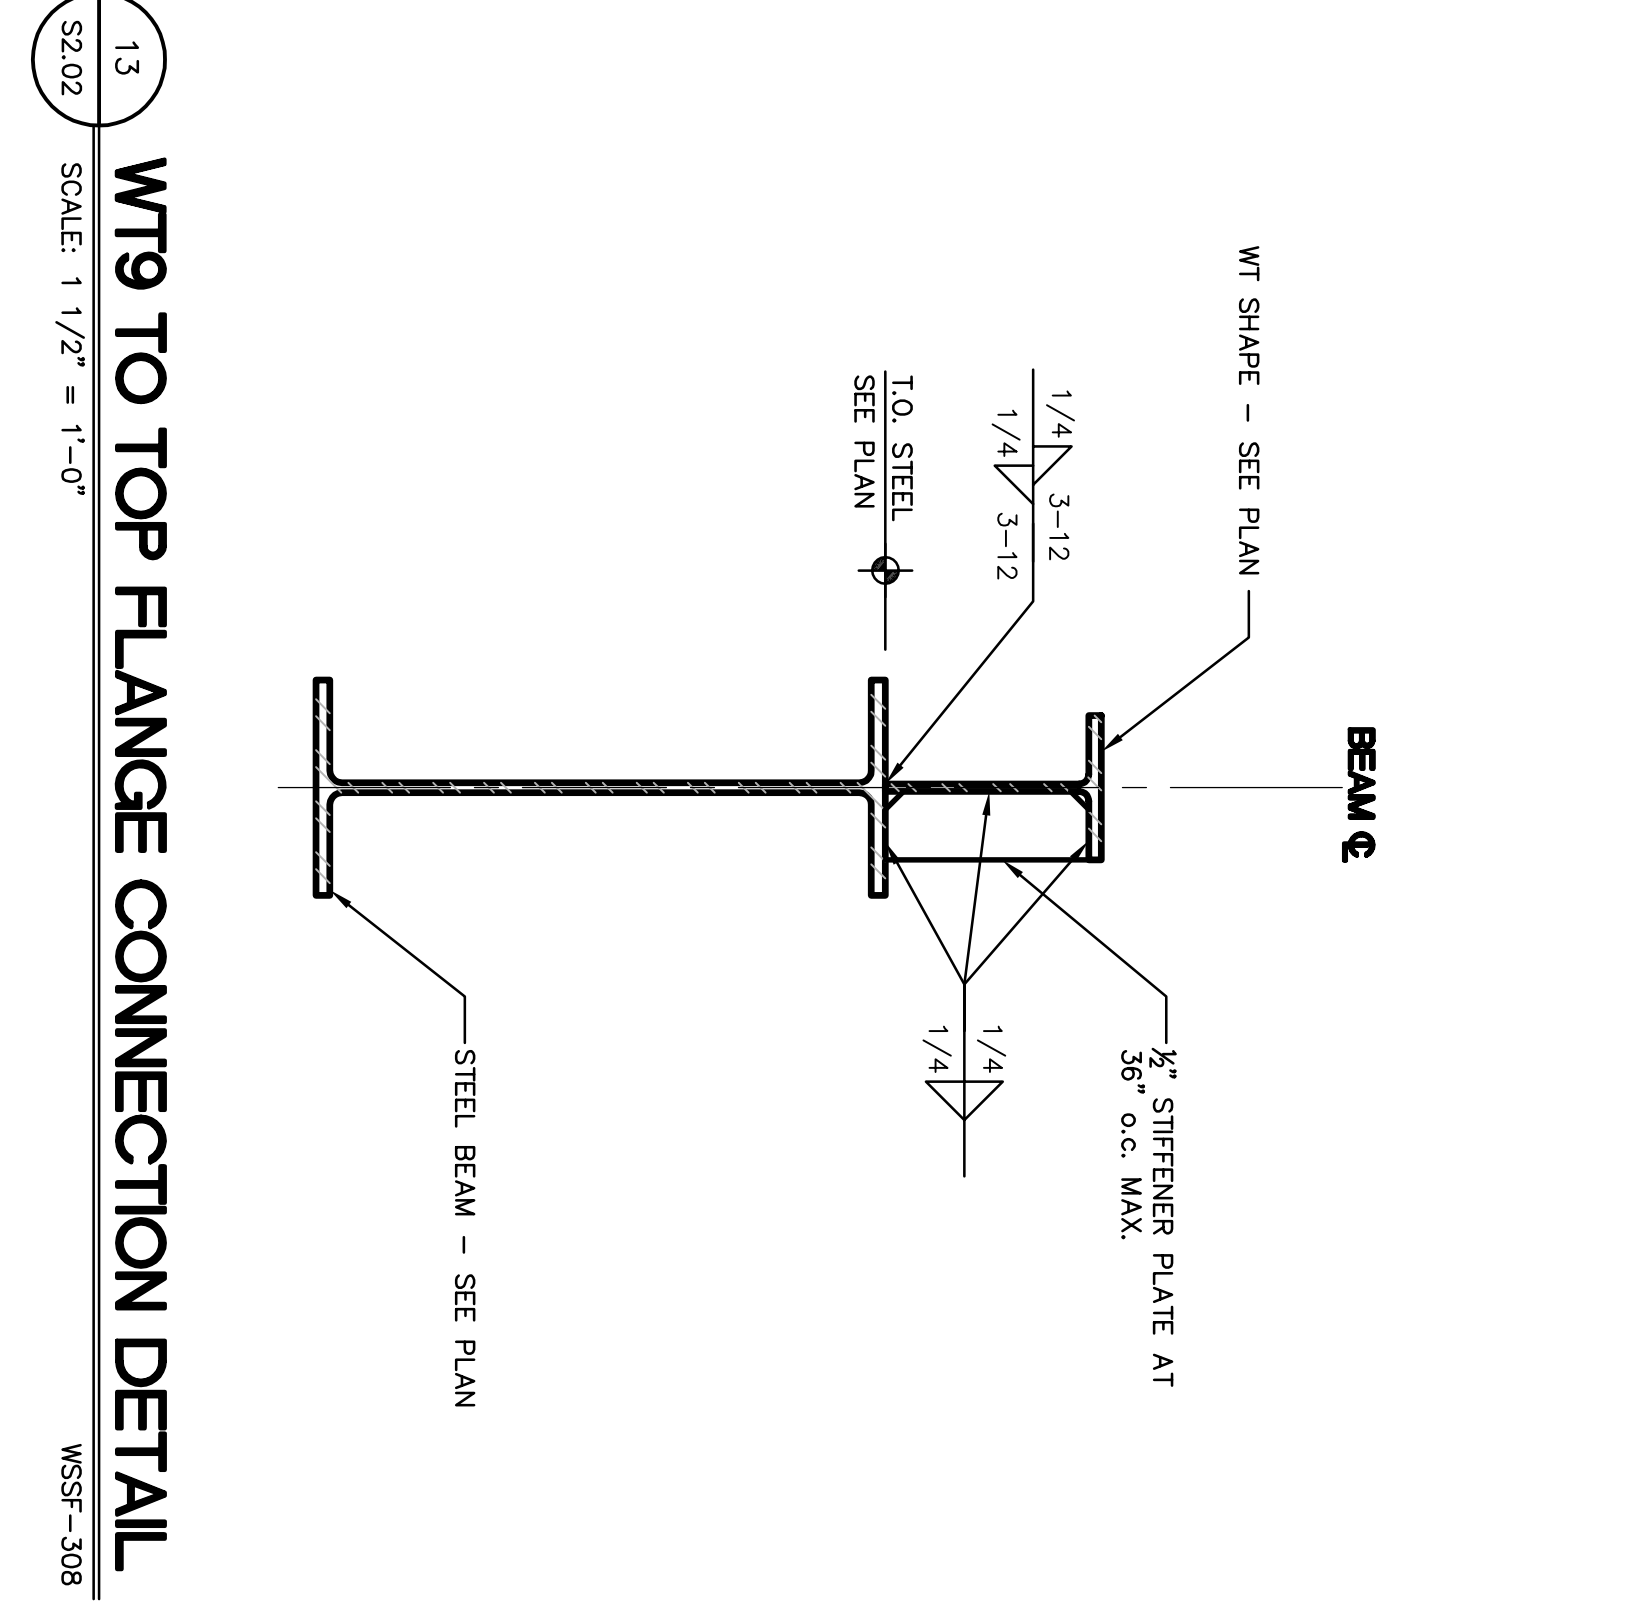 BEAM ℄
WT SHAPE – SEE PLAN
½" STIFFENER PLATE AT
36" o.c. MAX.
1/4
3–12
1/4
3–12
1/4
1/4
T.O. STEEL
SEE PLAN
STEEL BEAM – SEE PLAN
13
S2.02
WT9 TO TOP FLANGE CONNECTION DETAIL
SCALE: 1 1/2" = 1'–0"
WSSF–308